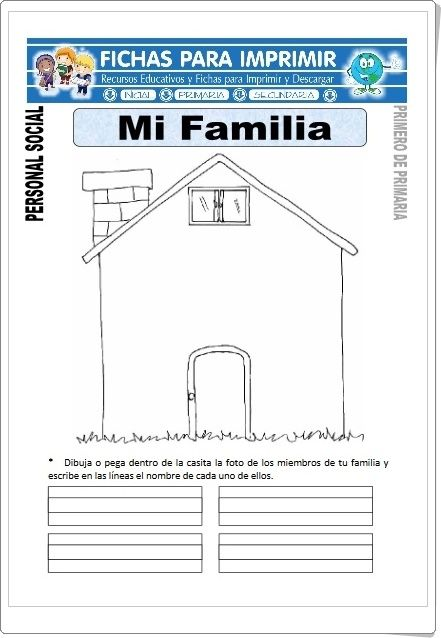 FICHAS PARA IMPRIMIR
Recursos Educativos y Fichas para Imprimir y Descargar
INICIAL PRIMARIA SECUNDARIA
PERSONAL SOCIAL
Mi Familia
PRIMERO DE PRIMARIA
* Dibuja o pega dentro de la casita la foto de los miembros de tu familia y
escribe en las líneas el nombre de cada uno de ellos.